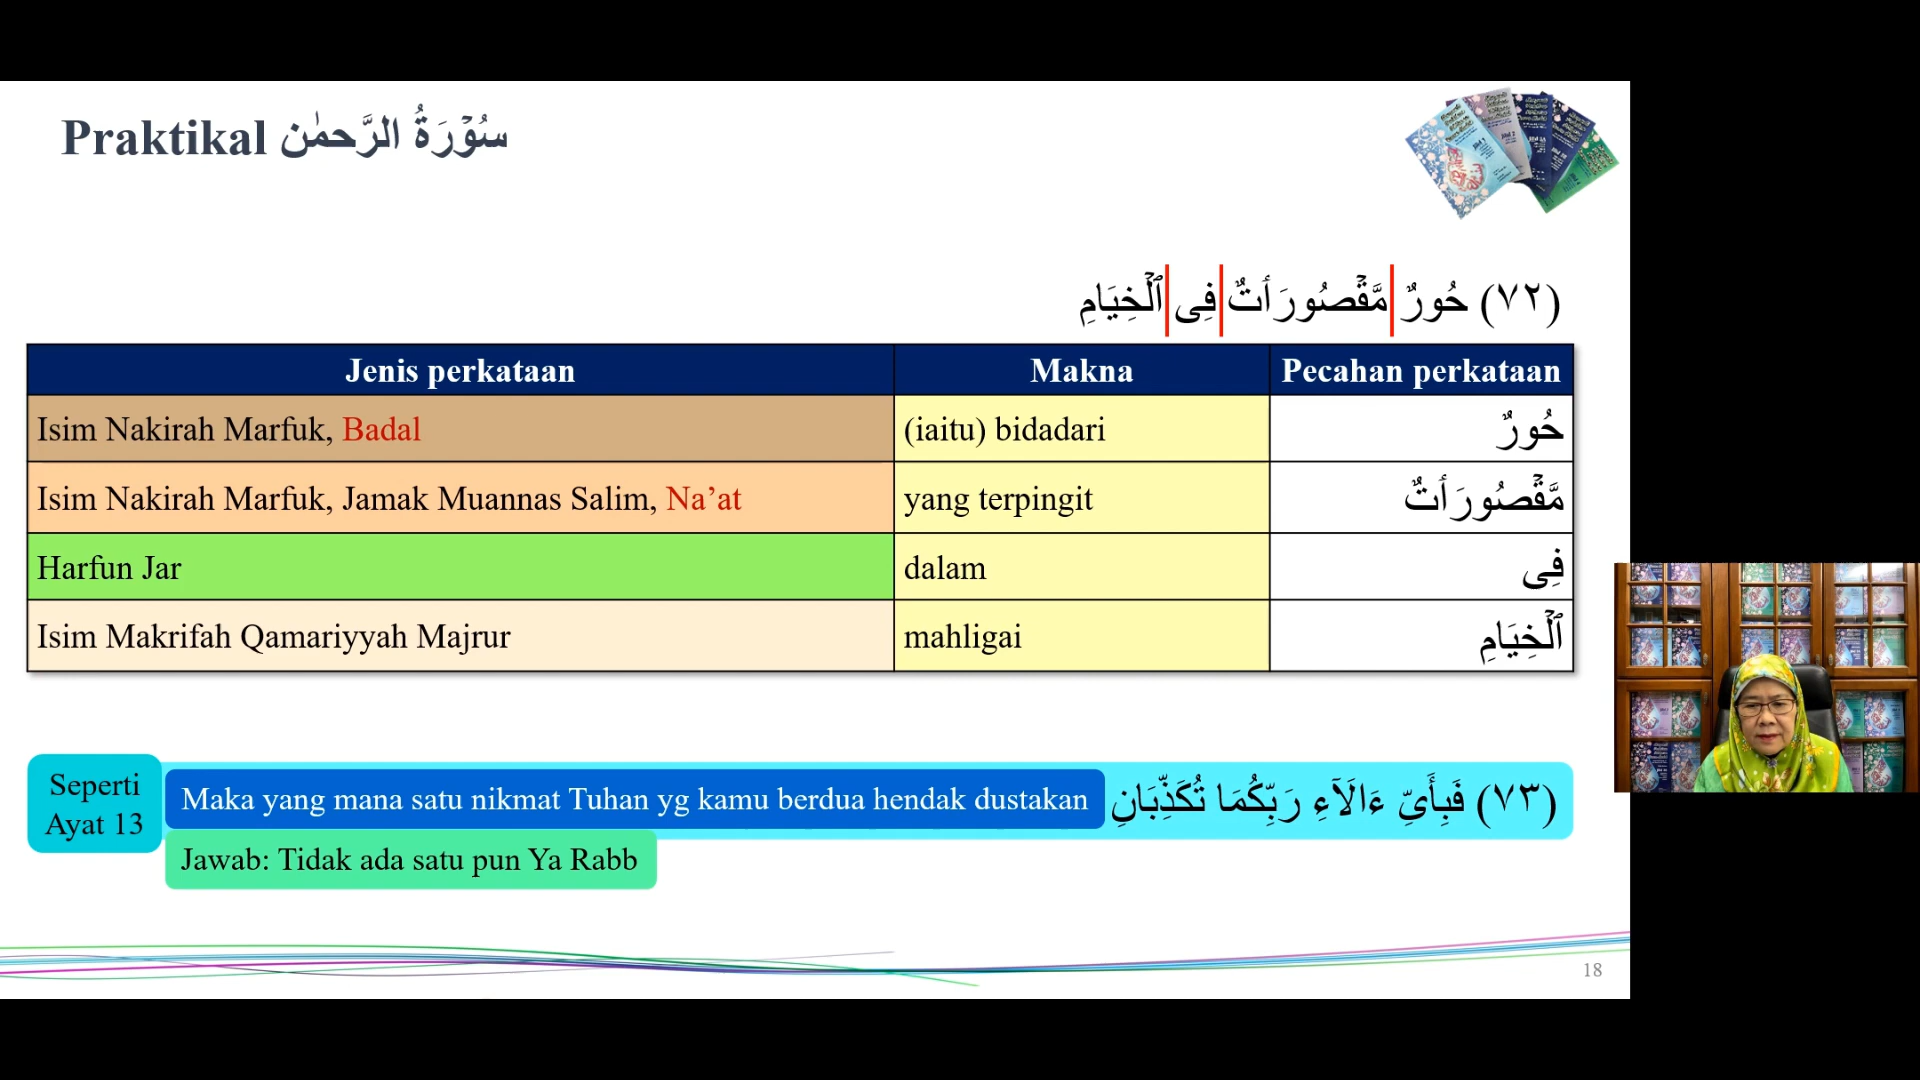 Praktikal سُوْرَةُ الرَّحمٰن
(٧٢) حُورٌ مَّقْصُورَٲتٌ فِى ٱلْخِيَامِ
Jenis perkataan Makna Pecahan perkataan
Isim Nakirah Marfuk, Badal (iaitu) bidadari حُورٌ
Isim Nakirah Marfuk, Jamak Muannas Salim, Na’at yang terpingit مَّقْصُورَٲتٌ
Harfun Jar dalam فِى
Isim Makrifah Qamariyyah Majrur mahligai ٱلْخِيَامِ
Seperti
Ayat 13
Maka yang mana satu nikmat Tuhan yg kamu berdua hendak dustakan
(٧٣) فَبِأَىِّ ءَالَآءِ رَبِّكُمَا تُكَذِّبَانِ
Jawab: Tidak ada satu pun Ya Rabb
18